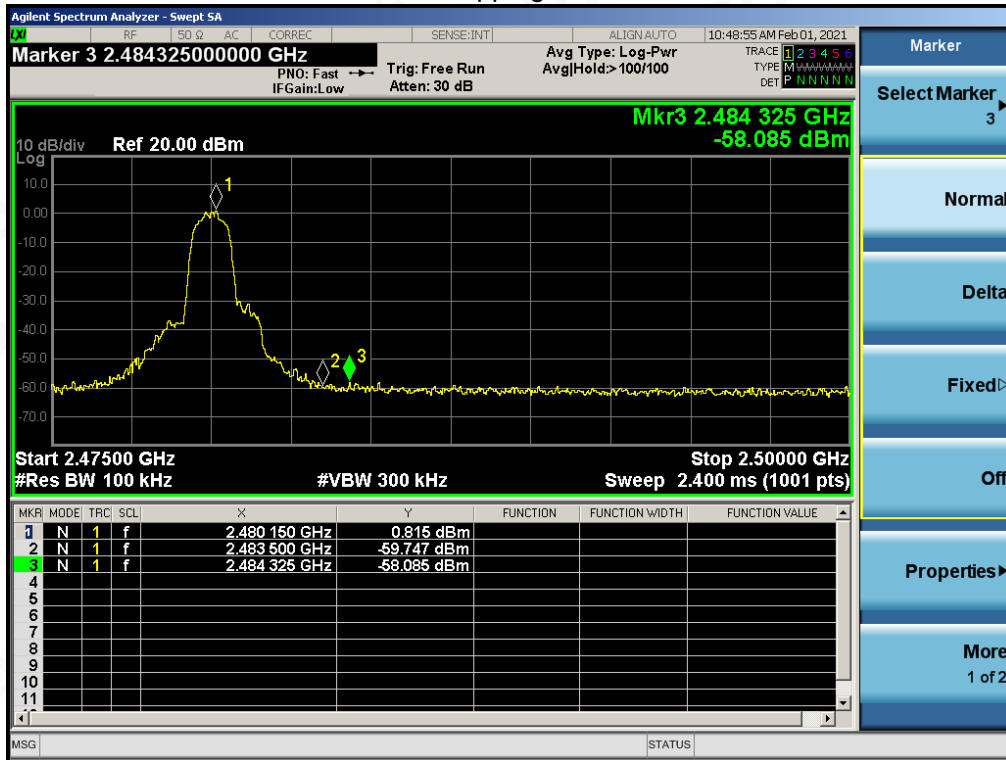 Agilent Spectrum Analyzer - Swept SA
LXI RF 50 Ω AC CORREC SENSE:INT ALIGN AUTO 10:48:55 AM Feb 01, 2021
Marker 3 2.484325000000 GHz
PNO: Fast
IFGain:Low
Trig: Free Run
Atten: 30 dB
Avg Type: Log-Pwr
Avg|Hold:>100/100
TRACE 1 2 3 4 5 6
TYPE M WWWWW
DET P N N N N N
Mkr3 2.484 325 GHz
-58.085 dBm
10 dB/div Ref 20.00 dBm
Log
10.0
0.00
-10.0
-20.0
-30.0
-40.0
-50.0
-60.0
-70.0
1
2
3
Start 2.47500 GHz Stop 2.50000 GHz
#Res BW 100 kHz #VBW 300 kHz Sweep 2.400 ms (1001 pts)
MKR MODE TRC SCL X Y FUNCTION FUNCTION WIDTH FUNCTION VALUE
1 N 1 f 2.480 150 GHz 0.815 dBm
2 N 1 f 2.483 500 GHz -59.747 dBm
3 N 1 f 2.484 325 GHz -58.085 dBm
4
5
6
7
8
9
10
11
MSG STATUS
Marker
Select Marker
3
Normal
Delta
Fixed
Off
Properties
More
1 of 2